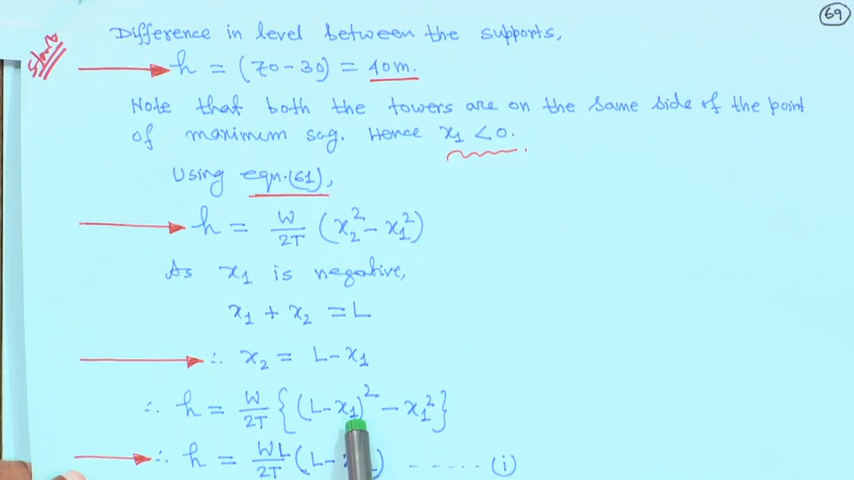 69
Difference in level between the supports,
h = (70-30) = 40m.
Note that both the towers are on the same side of the point
of maximum sag. Hence x₁ < 0.
Using eqn.(61),
h = W/2T (x₂² - x₁²)
As x₁ is negative,
x₁ + x₂ = L
∴ x₂ = L - x₁
∴ h = W/2T {(L-x₁)² - x₁²}
∴ h = WL/2T (L- ) ..... (i)